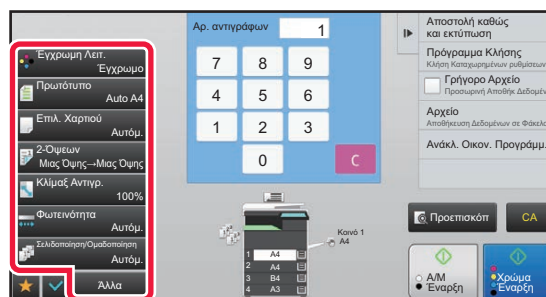 Έγχρωμη Λειτ.
Έγχρωμο
Πρωτότυπο
Auto A4
Επιλ. Χαρτιού
Αυτόμ.
2-Όψεων
Μιας Όψης→Μιας Όψης
Κλίμαξ Αντιγρ.
100%
Φωτεινότητα
Αυτόμ.
Σελιδοποίηση/Ομαδοποίηση
Αυτόμ.
Άλλα
Αρ. αντιγράφων
1
7 8 9
4 5 6
1 2 3
0 C
Κοινό 1
A4
1 A4
2 A4
3 B4
4 A3
Αποστολή καθώς
και εκτύπωση
Πρόγραμμα Κλήσης
Κλήση Καταχωρημένων ρυθμίσεων
Γρήγορο Αρχείο
Προσωρινή Αποθήκ Δεδομέν
Αρχείο
Αποθήκευση Δεδομένων σε Φάκελο
Ανάκλ. Οικον. Προγράμμ.
Προεπισκόπ
CA
Α/Μ
Έναρξη
Χρώμα
Έναρξη